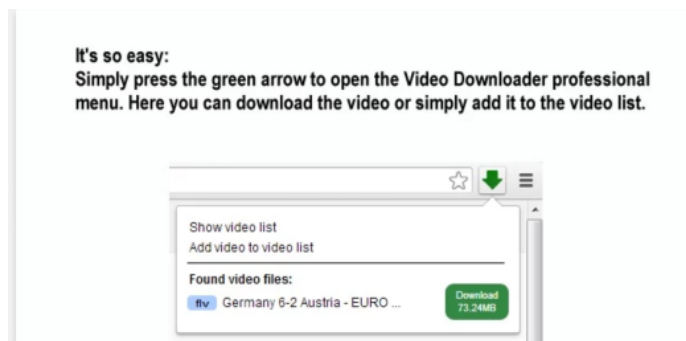 It's so easy:
Simply press the green arrow to open the Video Downloader professional
menu. Here you can download the video or simply add it to the video list.
Show video list
Add video to video list
Found video files:
flv Germany 6-2 Austria - EURO ...
Download
73.24MB